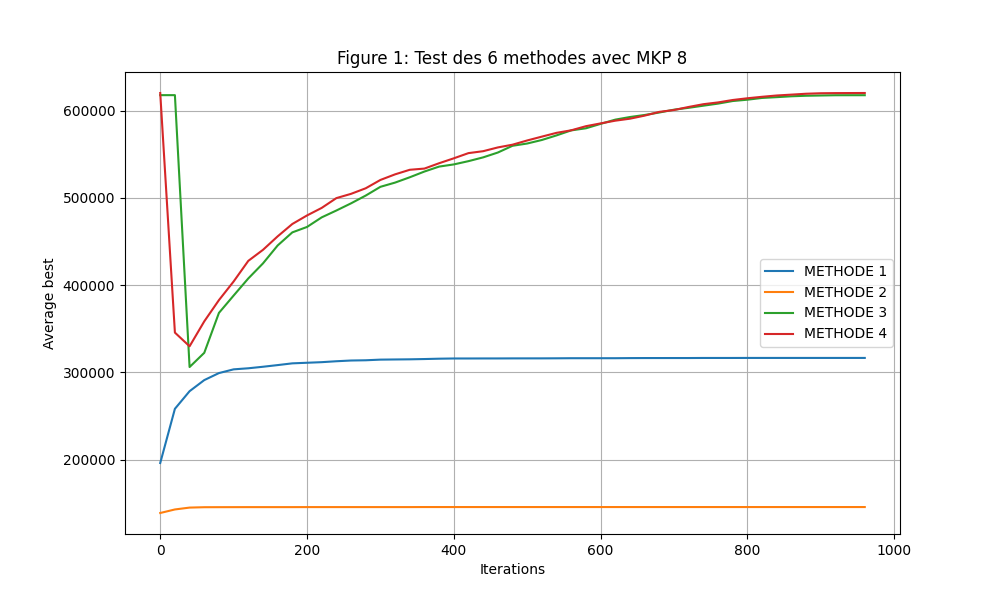 Figure 1: Test des 6 methodes avec MKP 8
Average best
600000
500000
400000
300000
200000
METHODE 1
METHODE 2
METHODE 3
METHODE 4
0 200 400 600 800 1000
Iterations